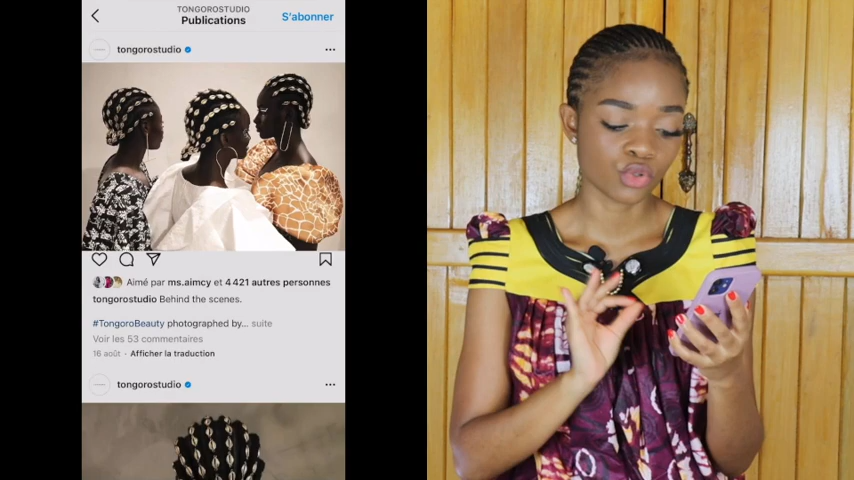 TONGOROSTUDIO
Publications
S'abonner
tongorostudio
Aimé par ms.aimcy et 4 421 autres personnes
tongorostudio Behind the scenes.
#TongoroBeauty photographed by... suite
Voir les 53 commentaires
16 août · Afficher la traduction
tongorostudio